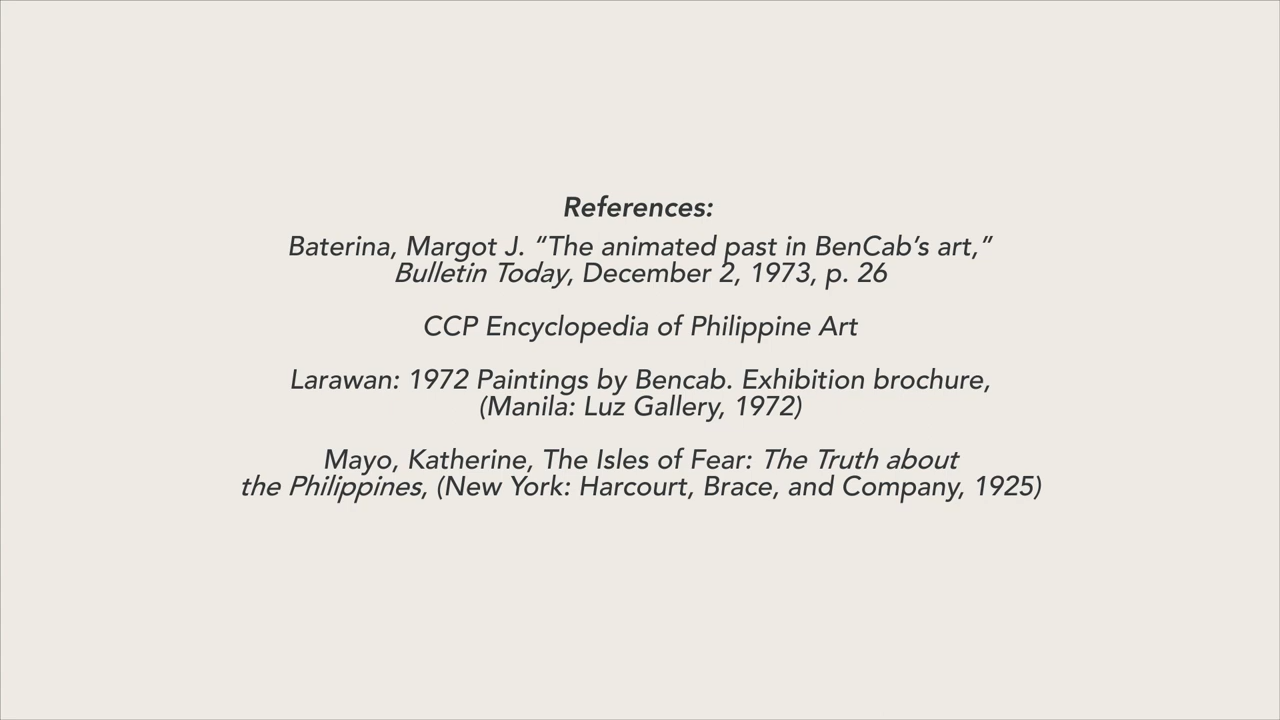 References:
Baterina, Margot J. “The animated past in BenCab’s art,”
Bulletin Today, December 2, 1973, p. 26
CCP Encyclopedia of Philippine Art
Larawan: 1972 Paintings by Bencab. Exhibition brochure,
(Manila: Luz Gallery, 1972)
Mayo, Katherine, The Isles of Fear: The Truth about
the Philippines, (New York: Harcourt, Brace, and Company, 1925)